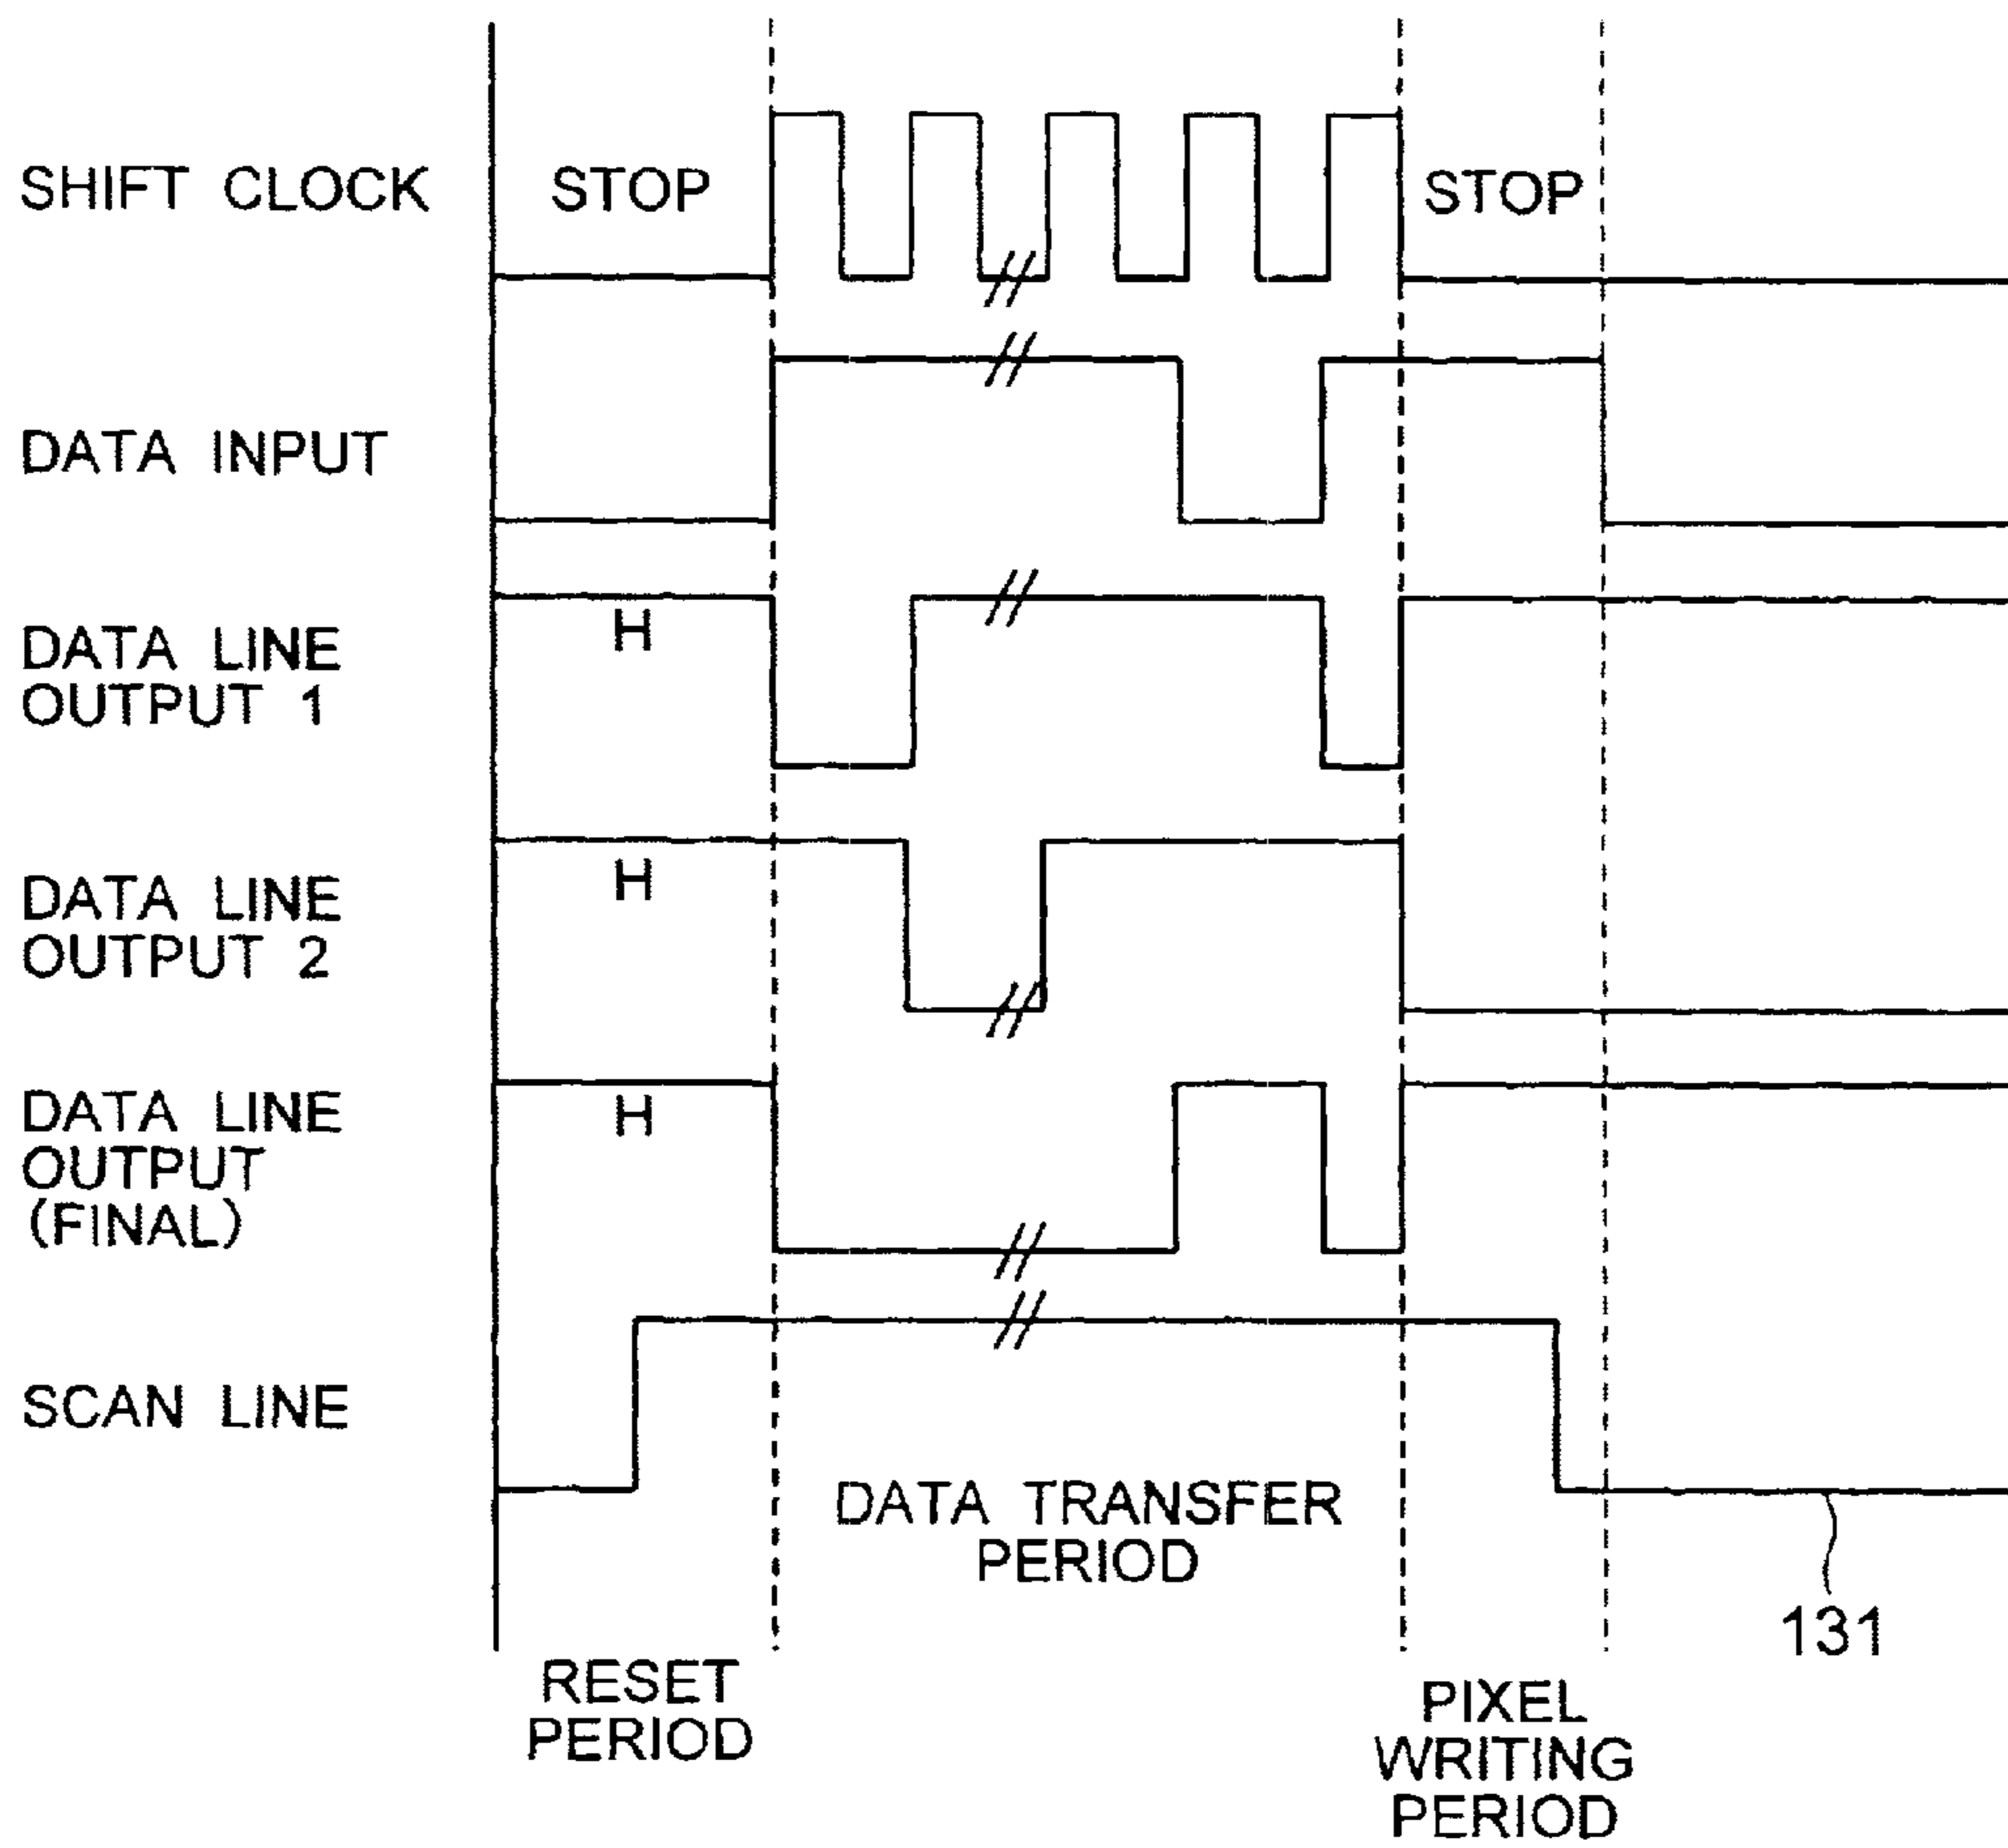 SHIFT CLOCK
STOP
STOP
DATA INPUT
DATA LINE
OUTPUT 1
H
DATA LINE
OUTPUT 2
H
DATA LINE
OUTPUT
(FINAL)
H
SCAN LINE
DATA TRANSFER
PERIOD
131
RESET
PERIOD
PIXEL
WRITING
PERIOD